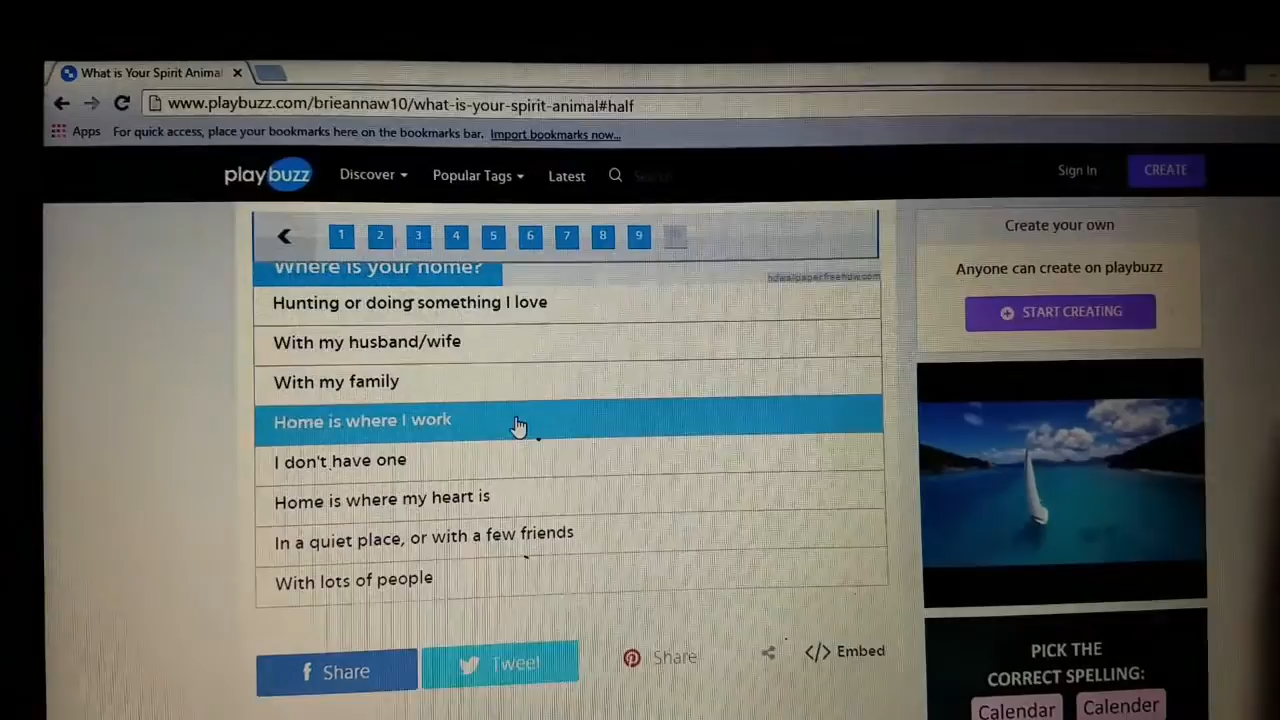 What is Your Spirit Anima
www.playbuzz.com/brieannaw10/what-is-your-spirit-animal#half
Apps For quick access, place your bookmarks here on the bookmarks bar. Import bookmarks now...
playbuzz Discover Popular Tags Latest Sign In CREATE
1 2 3 4 5 6 7 8 9
Where is your home?
Hunting or doing something I love
With my husband/wife
With my family
Home is where I work
I don't have one
Home is where my heart is
In a quiet place, or with a few friends
With lots of people
f Share Tweet Share </> Embed
Create your own
Anyone can create on playbuzz
START CREATING
PICK THE
CORRECT SPELLING:
Calendar Calender